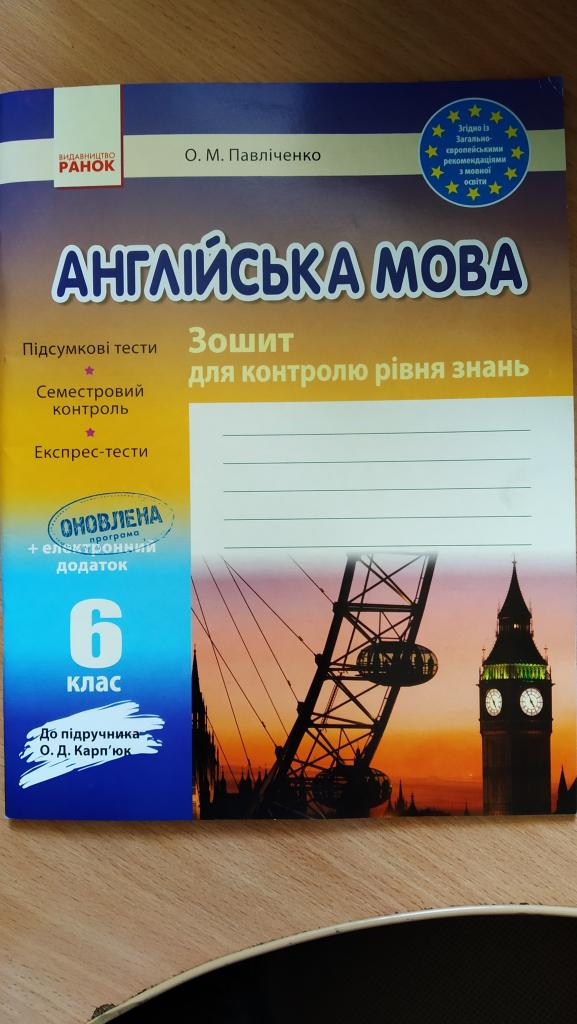 ВИДАВНИЦТВО
РАНОК
О. М. Павліченко
Згідно із
Загально-
європейськими
рекомендаціями
з мовної
освіти
АНГЛІЙСЬКА МОВА
Зошит
для контролю рівня знань
Підсумкові тести
Семестровий
контроль
Експрес-тести
ОНОВЛЕНА
програма
+ електронний
додаток
6
клас
До підручника
О. Д. Карп'юк